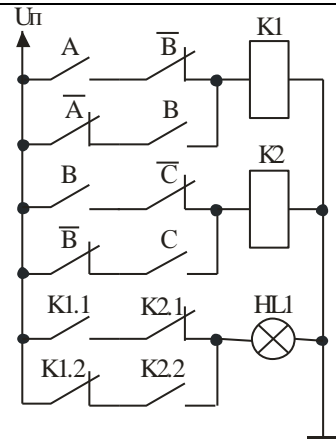 Uп
A B̅ K1
A̅ B
B C̅ K2
B̅ C
K1.1 K2.1 HL1
K1.2 K2.2